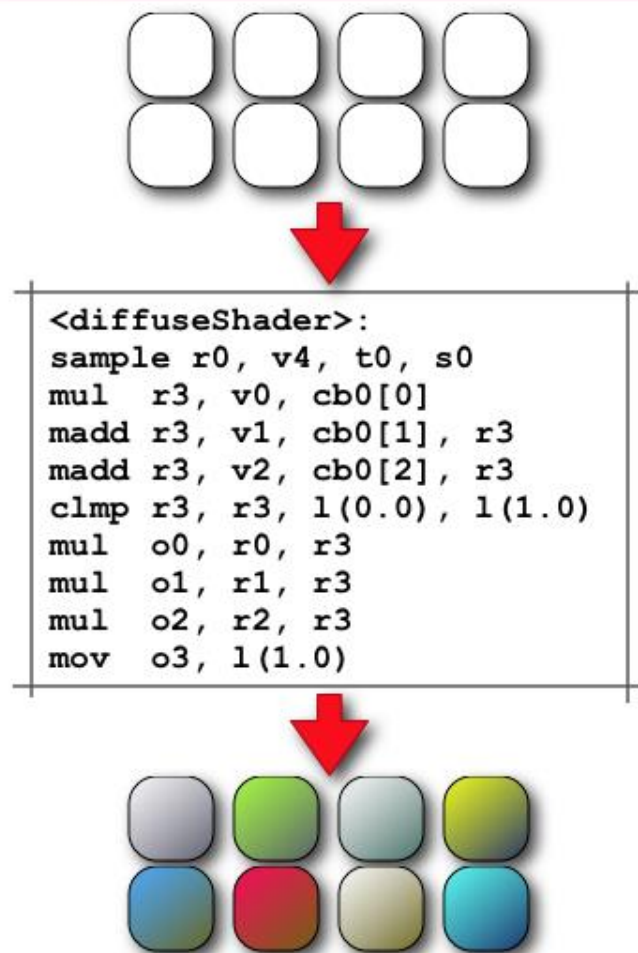 <diffuseShader>:
sample r0, v4, t0, s0
mul  r3, v0, cb0[0]
madd r3, v1, cb0[1], r3
madd r3, v2, cb0[2], r3
clmp r3, r3, l(0.0), l(1.0)
mul  o0, r0, r3
mul  o1, r1, r3
mul  o2, r2, r3
mov  o3, l(1.0)